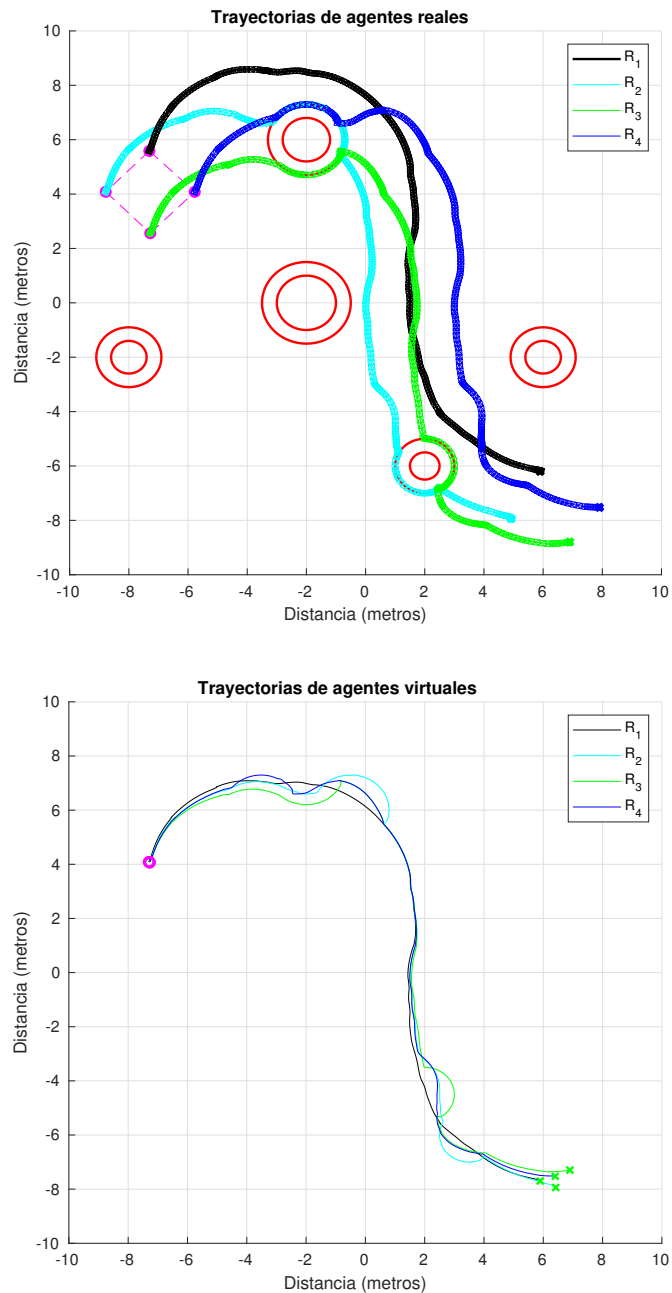 Trayectorias de agentes reales
10
8
6
4
2
0
-2
-4
-6
-8
-10
Distancia (metros)
R1
R2
R3
R4
-10 -8 -6 -4 -2 0 2 4 6 8 10
Distancia (metros)
Trayectorias de agentes virtuales
10
8
6
4
2
0
-2
-4
-6
-8
-10
Distancia (metros)
R1
R2
R3
R4
-10 -8 -6 -4 -2 0 2 4 6 8 10
Distancia (metros)